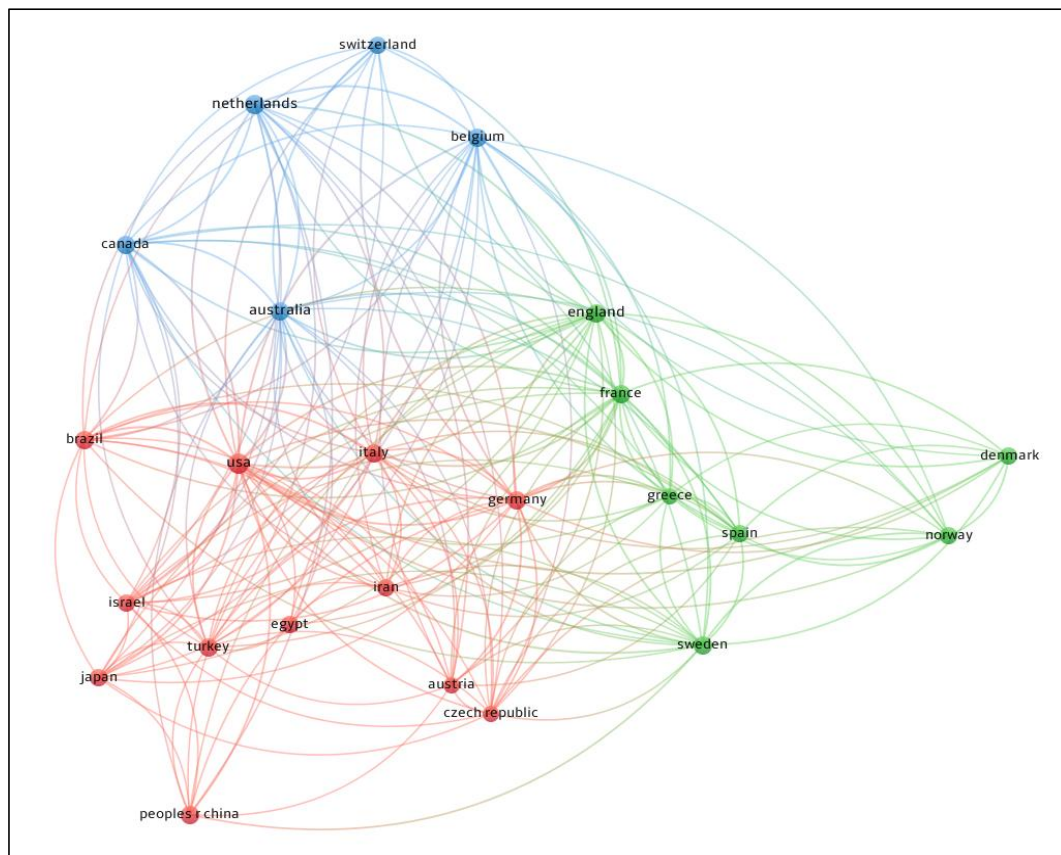 switzerland
netherlands
belgium
canada
australia
england
france
brazil
italy
usa
denmark
germany
greece
spain
norway
iran
israel
egypt
turkey
sweden
japan
austria
czech republic
peoples r china